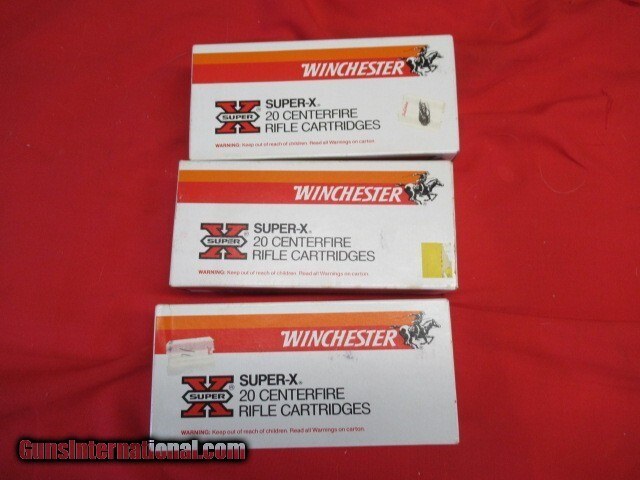 WINCHESTER
X
SUPER
SUPER-X®
20 CENTERFIRE
RIFLE CARTRIDGES
WARNING: Keep out of reach of children. Read all Warnings on carton.
WINCHESTER
X
SUPER
SUPER-X®
20 CENTERFIRE
RIFLE CARTRIDGES
WARNING: Keep out of reach of children. Read all Warnings on carton.
WINCHESTER
X
SUPER
SUPER-X®
20 CENTERFIRE
RIFLE CARTRIDGES
WARNING: Keep out of reach of children. Read all Warnings on carton.
GunsInternational.com